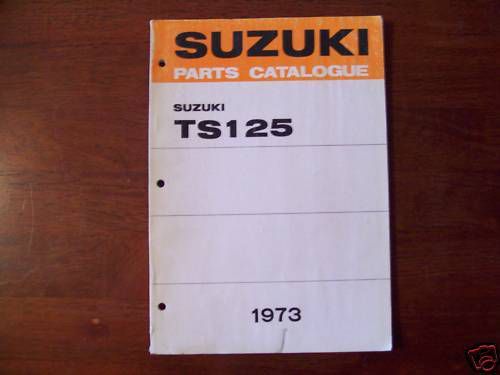 SUZUKI
PARTS CATALOGUE
SUZUKI
TS125
1973